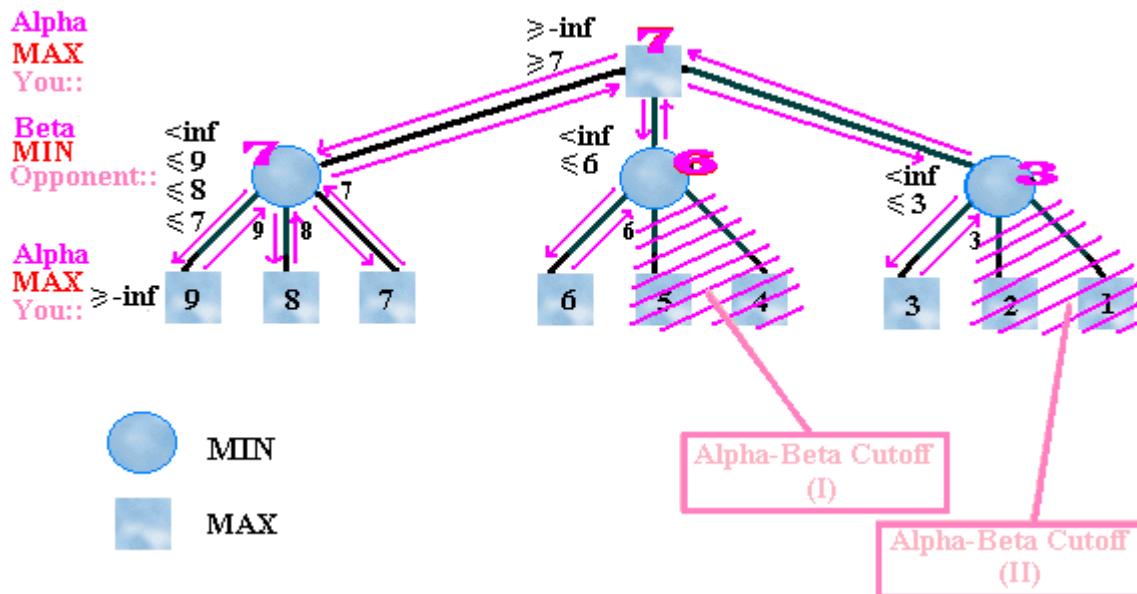 Alpha
MAX
You::
≥-inf
≥7
7
Beta
MIN
Opponent::
<inf
≤9
≤8
≤7
7
9
8
7
<inf
≤6
6
6
<inf
≤3
3
3
Alpha
MAX
You::
≥-inf
9
8
7
6
5
4
3
2
1
MIN
MAX
Alpha-Beta Cutoff
(I)
Alpha-Beta Cutoff
(II)